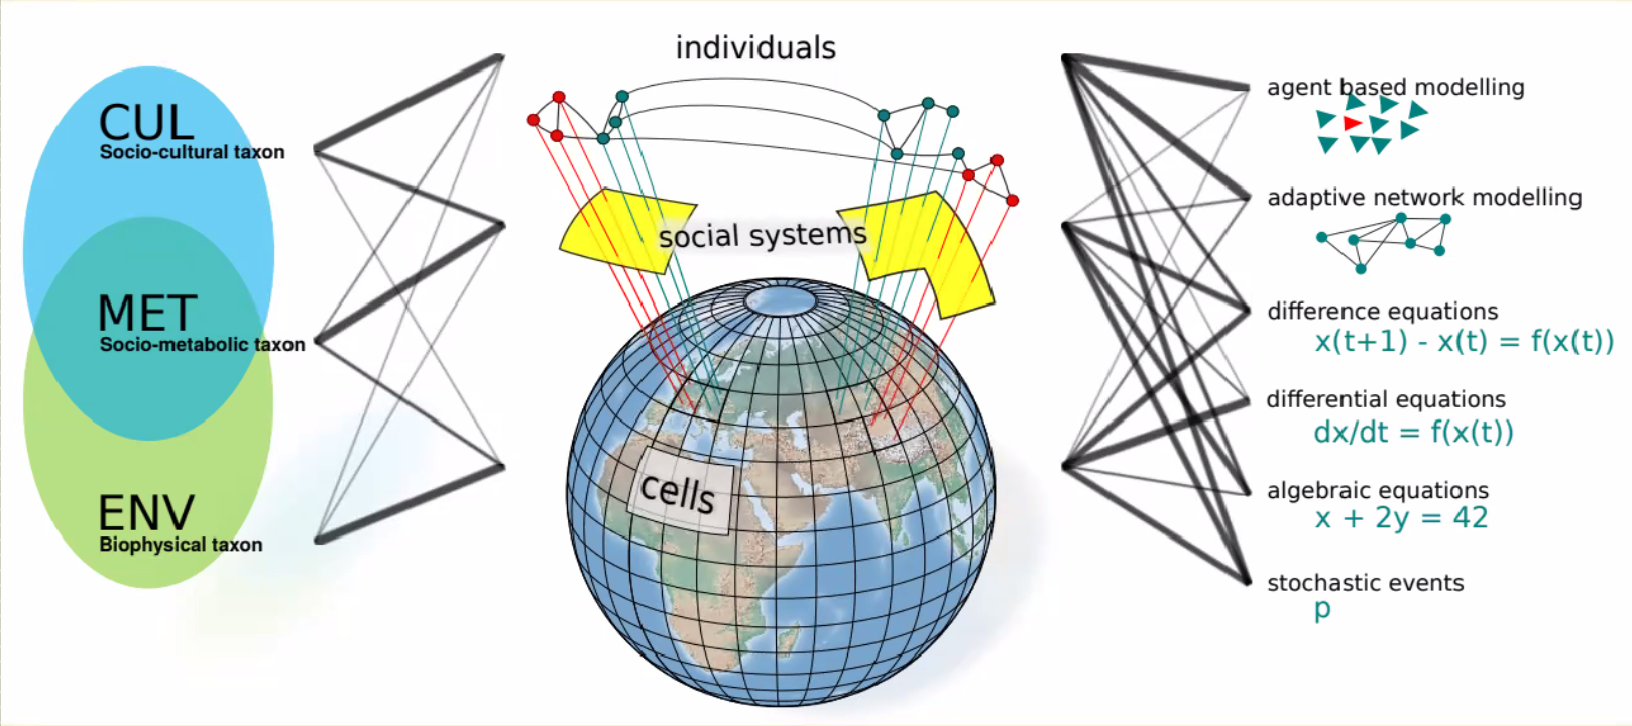 CUL
Socio-cultural taxon
MET
Socio-metabolic taxon
ENV
Biophysical taxon
individuals
social systems
cells
agent based modelling
adaptive network modelling
difference equations
x(t+1) - x(t) = f(x(t))
differential equations
dx/dt = f(x(t))
algebraic equations
x + 2y = 42
stochastic events
p